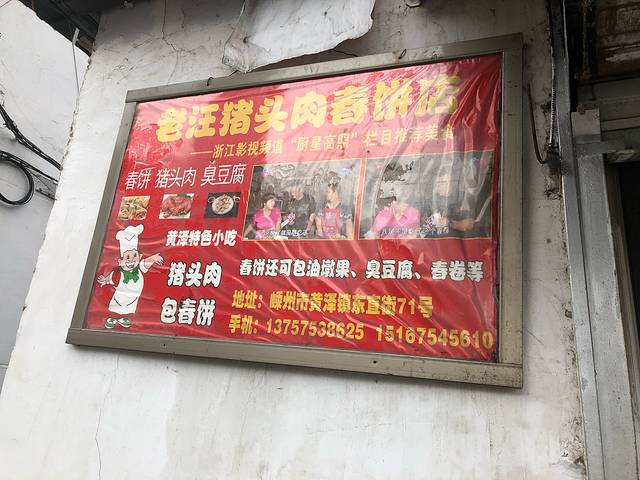 老汪猪头肉春饼店
——浙江影视频道“厨星高照”栏目推荐美食
春饼 猪头肉 臭豆腐
黄泽特色小吃
猪头肉
包春饼
春饼还可包油墩果、臭豆腐、春卷等
地址：嵊州市黄泽镇东直街71号
手机：13757538625 15167545610